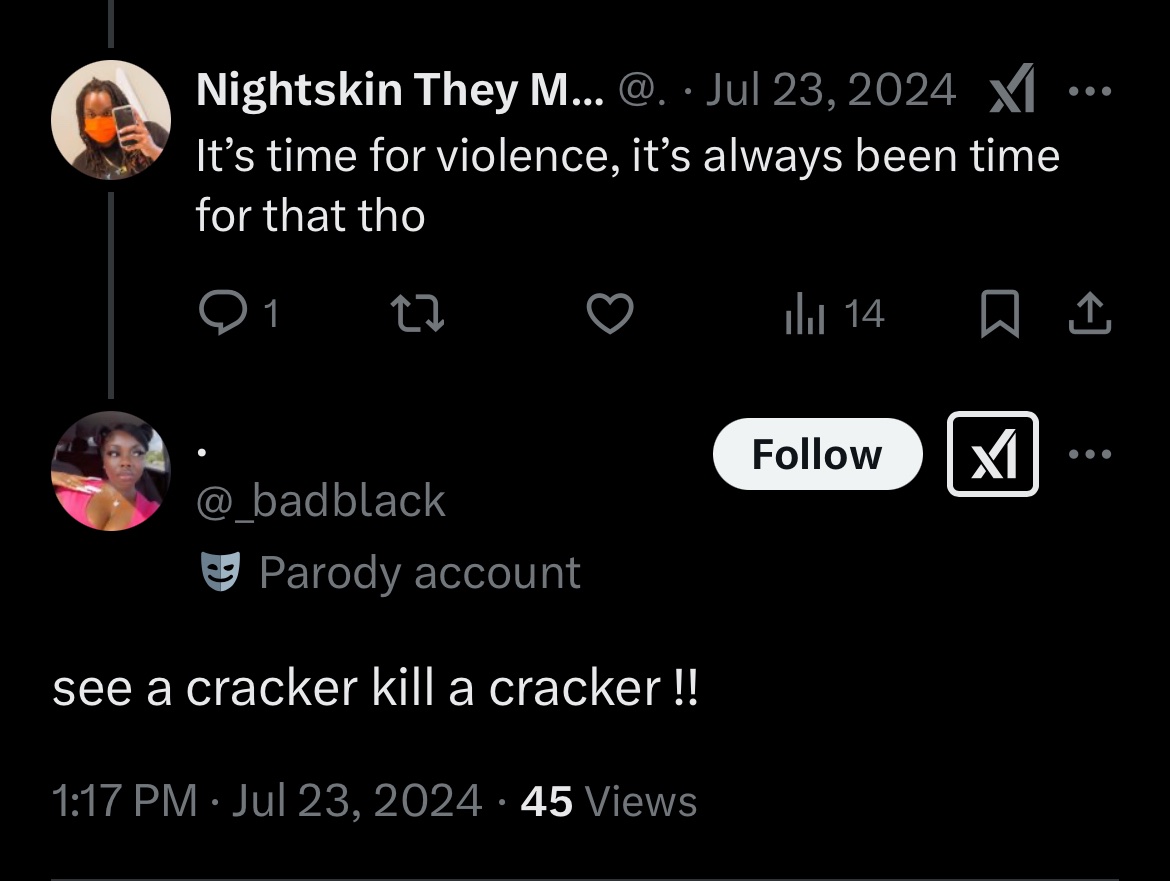 Nightskin They M... @. · Jul 23, 2024
It's time for violence, it's always been time
for that tho
1 14
.
Follow
@_badblack
Parody account
see a cracker kill a cracker !!
1:17 PM · Jul 23, 2024 · 45 Views